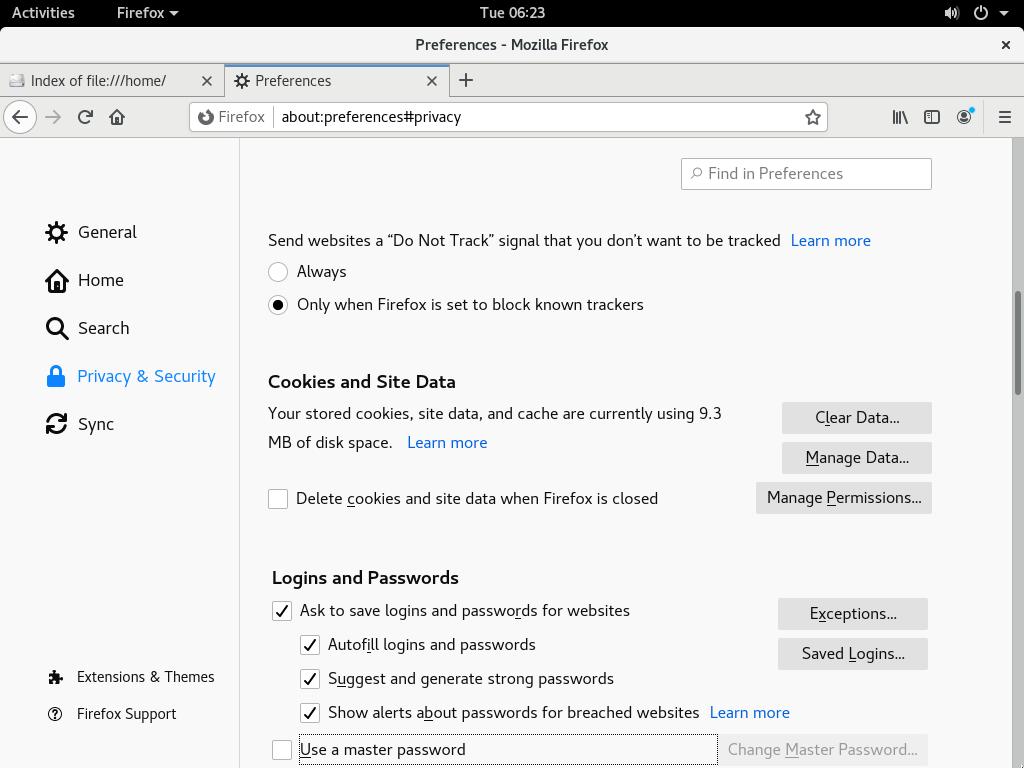 Activities Firefox Tue 06:23
Preferences - Mozilla Firefox
Index of file:///home/ Preferences
Firefox about:preferences#privacy
Find in Preferences
General
Home
Search
Privacy & Security
Sync
Extensions & Themes
Firefox Support
Send websites a “Do Not Track” signal that you don’t want to be tracked Learn more
Always
Only when Firefox is set to block known trackers
Cookies and Site Data
Your stored cookies, site data, and cache are currently using 9.3
MB of disk space. Learn more
Clear Data…
Manage Data…
Delete cookies and site data when Firefox is closed
Manage Permissions…
Logins and Passwords
Ask to save logins and passwords for websites
Exceptions…
Autofill logins and passwords
Saved Logins…
Suggest and generate strong passwords
Show alerts about passwords for breached websites Learn more
Use a master password
Change Master Password…